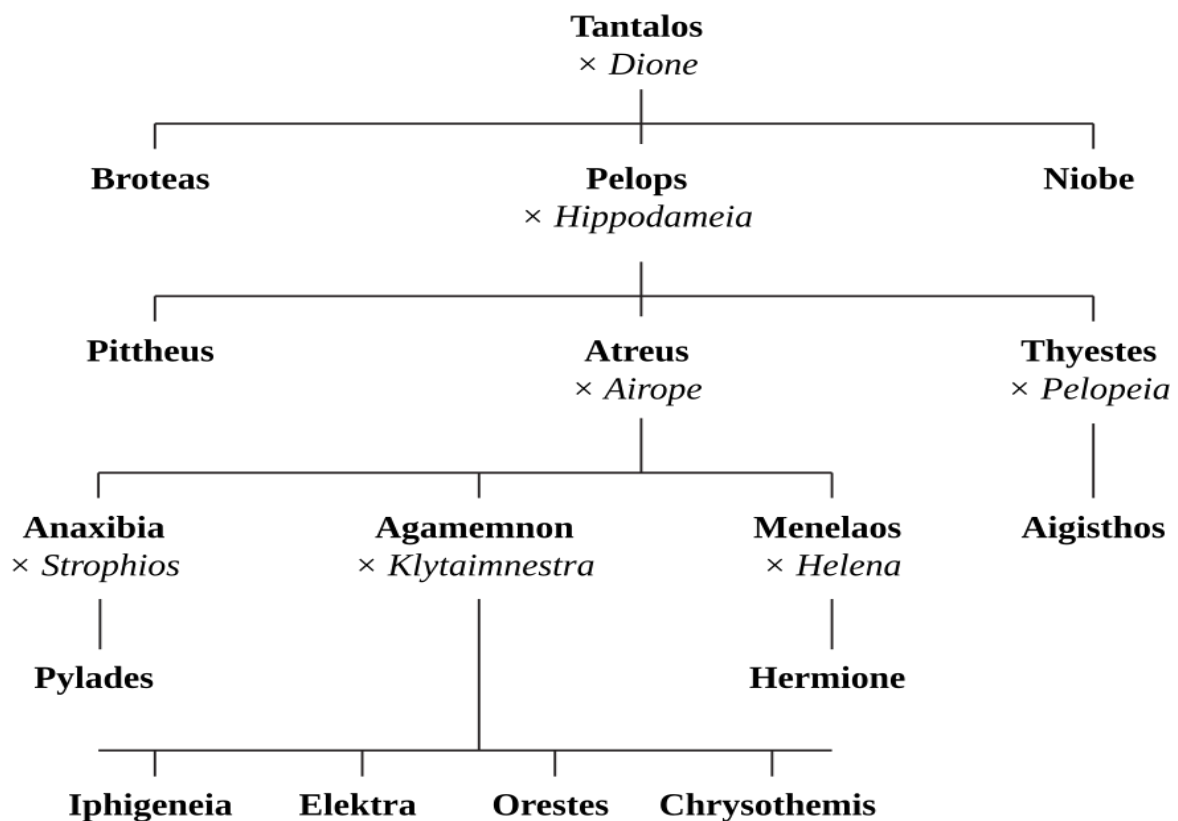 Tantalos
× Dione
Broteas
Pelops
× Hippodameia
Niobe
Pittheus
Atreus
× Airope
Thyestes
× Pelopeia
Anaxibia
× Strophios
Agamemnon
× Klytaimnestra
Menelaos
× Helena
Aigisthos
Pylades
Hermione
Iphigeneia
Elektra
Orestes
Chrysothemis